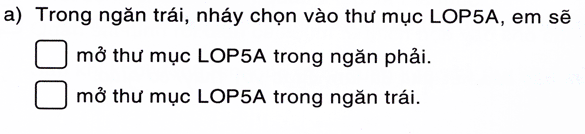 a) Trong ngăn trái, nháy chọn vào thư mục LOP5A, em sẽ
mở thư mục LOP5A trong ngăn phải.
mở thư mục LOP5A trong ngăn trái.